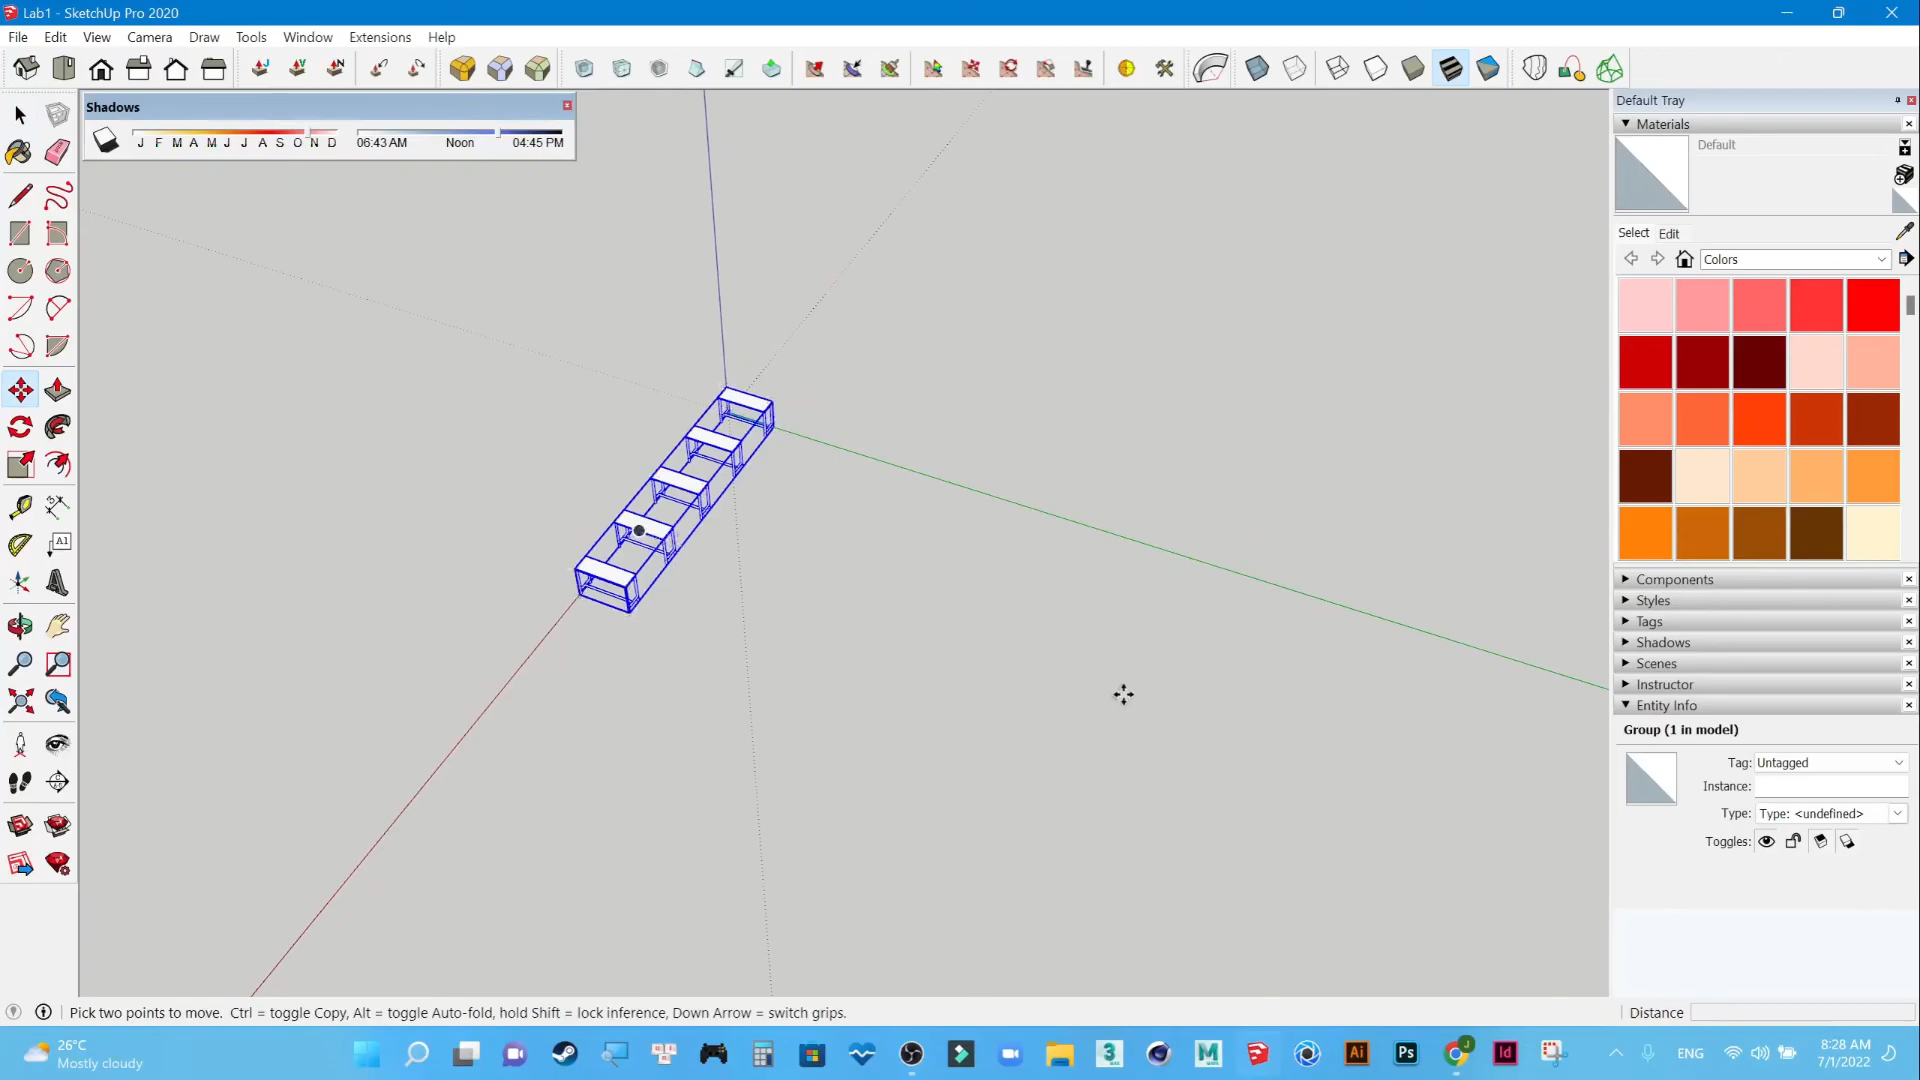 Lab1 - SketchUp Pro 2020
File Edit View Camera Draw Tools Window Extensions Help
Shadows
J F M A M J J A S O N D 06:43 AM Noon 04:45 PM
Default Tray
Materials
Default
Select Edit
Colors
Components
Styles
Tags
Shadows
Scenes
Instructor
Entity Info
Group (1 in model)
Tag: Untagged
Instance:
Type: Type: <undefined>
Toggles:
Pick two points to move. Ctrl = toggle Copy, Alt = toggle Auto-fold, hold Shift = lock inference, Down Arrow = switch grips.
Distance
26°C
Mostly cloudy
ENG
8:28 AM
7/1/2022